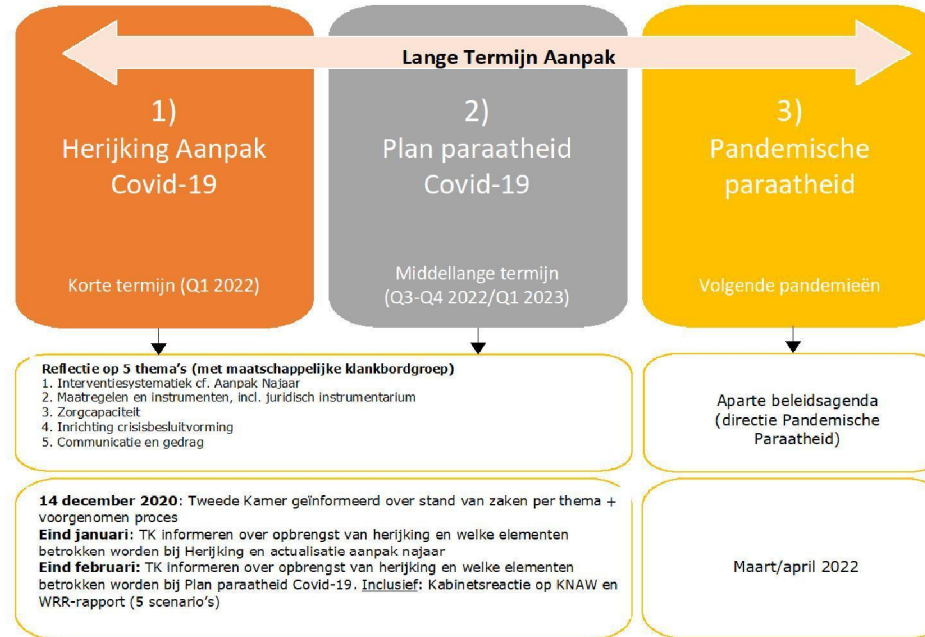 Lange Termijn Aanpak
1)
Herijking Aanpak
Covid-19
Korte termijn (Q1 2022)
2)
Plan paraatheid
Covid-19
Middellange termijn
(Q3-Q4 2022/Q1 2023)
3)
Pandemische
paraatheid
Volgende pandemieën
Reflectie op 5 thema's (met maatschappelijke klankbordgroep)
1. Interventiesystematiek cf. Aanpak Najaar
2. Maatregelen en instrumenten, incl. juridisch instrumentarium
3. Zorgcapaciteit
4. Inrichting crisisbesluitvorming
5. Communicatie en gedrag
Aparte beleidsagenda
(directie Pandemische
Paraatheid)
14 december 2020: Tweede Kamer geïnformeerd over stand van zaken per thema +
voorgenomen proces
Eind januari: TK informeren over opbrengst van herijking en welke elementen
betrokken worden bij Herijking en actualisatie aanpak najaar
Eind februari: TK informeren over opbrengst van herijking en welke elementen
betrokken worden bij Plan paraatheid Covid-19. Inclusief: Kabinetsreactie op KNAW en
WRR-rapport (5 scenario's)
Maart/april 2022